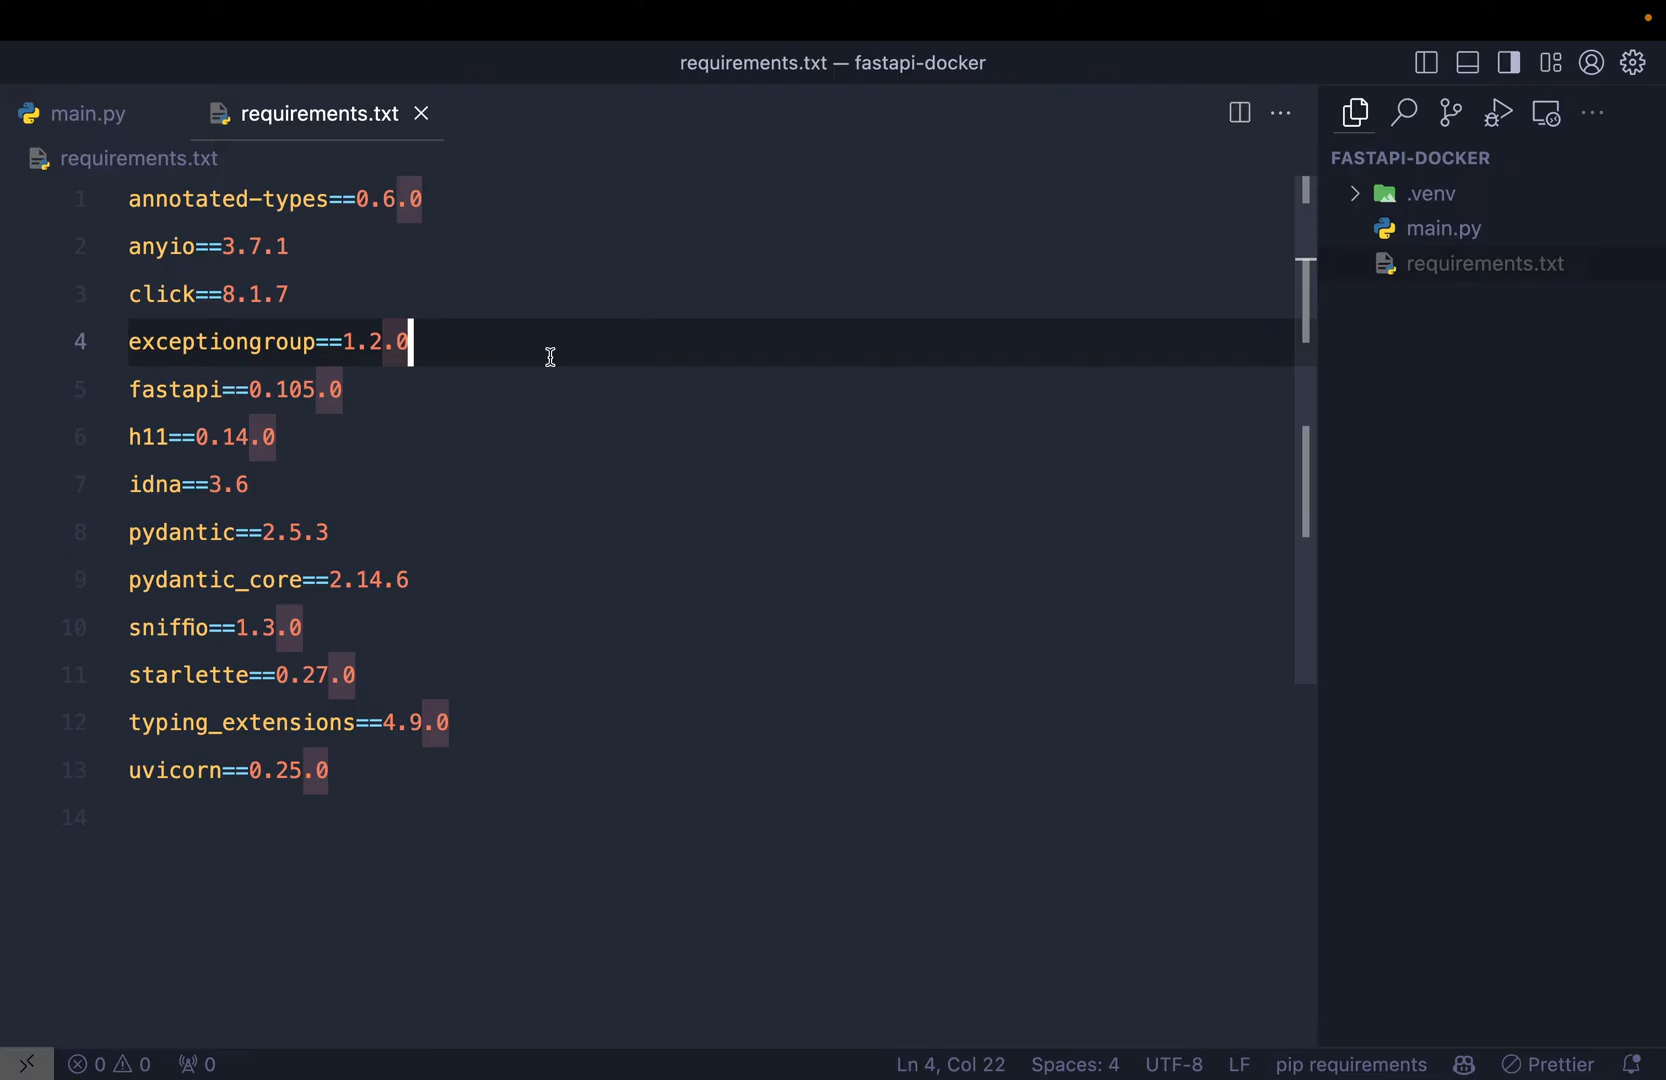 requirements.txt — fastapi-docker
main.py
requirements.txt
requirements.txt
1 annotated-types==0.6.0
2 anyio==3.7.1
3 click==8.1.7
4 exceptiongroup==1.2.0
5 fastapi==0.105.0
6 h11==0.14.0
7 idna==3.6
8 pydantic==2.5.3
9 pydantic_core==2.14.6
10 sniffio==1.3.0
11 starlette==0.27.0
12 typing_extensions==4.9.0
13 uvicorn==0.25.0
14
FASTAPI-DOCKER
.venv
main.py
requirements.txt
0 0 0 Ln 4, Col 22 Spaces: 4 UTF-8 LF pip requirements Prettier